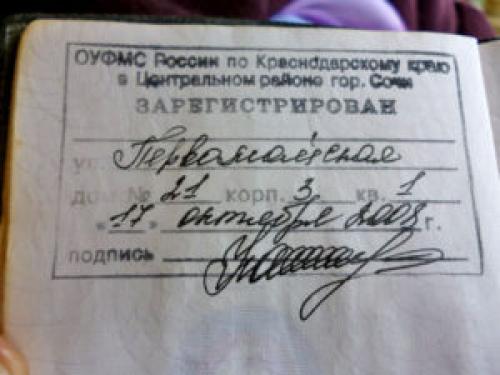 ОУФМС России по Краснодарскому краю
в Центральном районе гор. Сочи
ЗАРЕГИСТРИРОВАН
ул. Первомайская
дом № 21 корп. 3 кв. 1
« 17 » октября 2008 г.
подпись